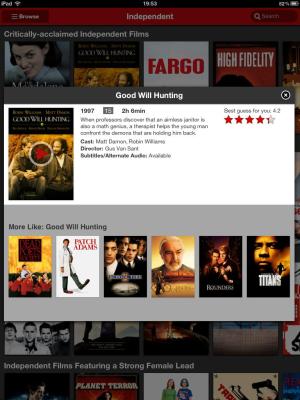 iPad
19:53
82%
Browse
Independent
Search
Critically-acclaimed Independent Films
FARGO
HIGH FIDELITY
Good Will Hunting
ROBIN WILLIAMS MATT DAMON
GOOD WILL HUNTING
1997 15 2h 6min
Best guess for you: 4.2
When professors discover that an aimless janitor is
also a math genius, a therapist helps the young man
confront the demons that are holding him back.
Cast: Matt Damon, Robin Williams
Director: Gus Van Sant
Subtitles/Alternate Audio: Available
More Like: Good Will Hunting
DEAD POETS SOCIETY
PATCH ADAMS
ROUNDERS
TITANS
Independent Films Featuring a Strong Female Lead
PLANET TERROR